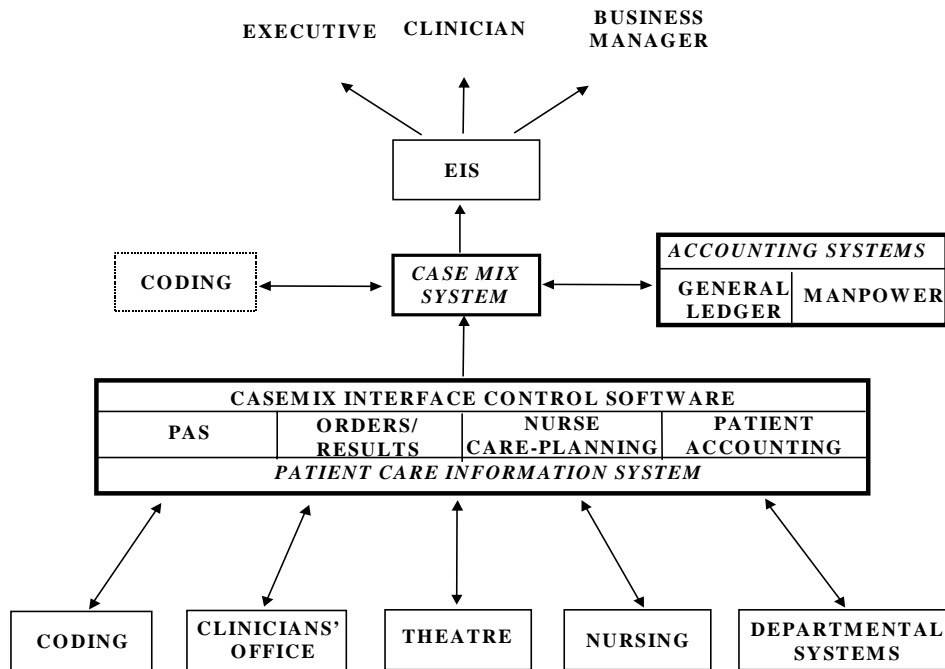 EXECUTIVE
CLINICIAN
BUSINESS
MANAGER
EIS
CODING
CASE MIX
SYSTEM
ACCOUNTING SYSTEMS
GENERAL
LEDGER
MANPOWER
CASEMIX INTERFACE CONTROL SOFTWARE
PAS
ORDERS/
RESULTS
NURSE
CARE-PLANNING
PATIENT
ACCOUNTING
PATIENT CARE INFORMATION SYSTEM
CODING
CLINICIANS'
OFFICE
THEATRE
NURSING
DEPARTMENTAL
SYSTEMS